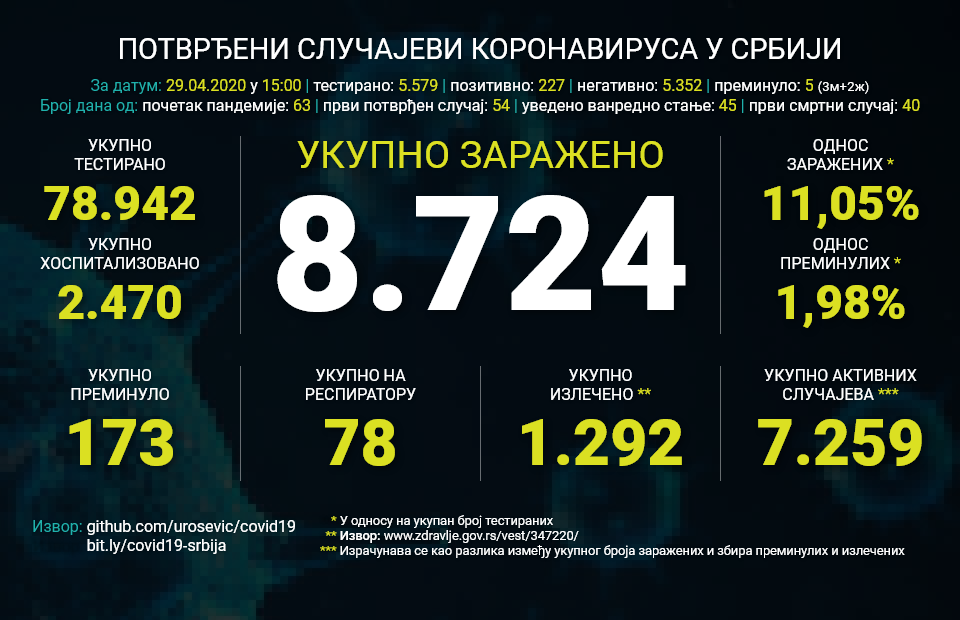 ПОТВРЂЕНИ СЛУЧАЈЕВИ КОРОНАВИРУСА У СРБИЈИ
За датум: 29.04.2020 у 15:00 | тестирано: 5.579 | позитивно: 227 | негативно: 5.352 | преминуло: 5 (3м+2ж)
Број дана од: почетак пандемије: 63 | први потврђен случај: 54 | уведено ванредно стање: 45 | први смртни случај: 40
УКУПНО
ТЕСТИРАНО
78.942
УКУПНО
ХОСПИТАЛИЗОВАНО
2.470
УКУПНО ЗАРАЖЕНО
8.724
ОДНОС
ЗАРАЖЕНИХ *
11,05%
ОДНОС
ПРЕМИНУЛИХ *
1,98%
УКУПНО
ПРЕМИНУЛО
173
УКУПНО НА
РЕСПИРАТОРУ
78
УКУПНО
ИЗЛЕЧЕНО **
1.292
УКУПНО АКТИВНИХ
СЛУЧАЈЕВА ***
7.259
Извор: github.com/urosevic/covid19
bit.ly/covid19-srbija
* У односу на укупан број тестираних
** Извор: www.zdravlje.gov.rs/vest/347220/
*** Израчунава се као разлика између укупног броја заражених и збира преминулих и излечених